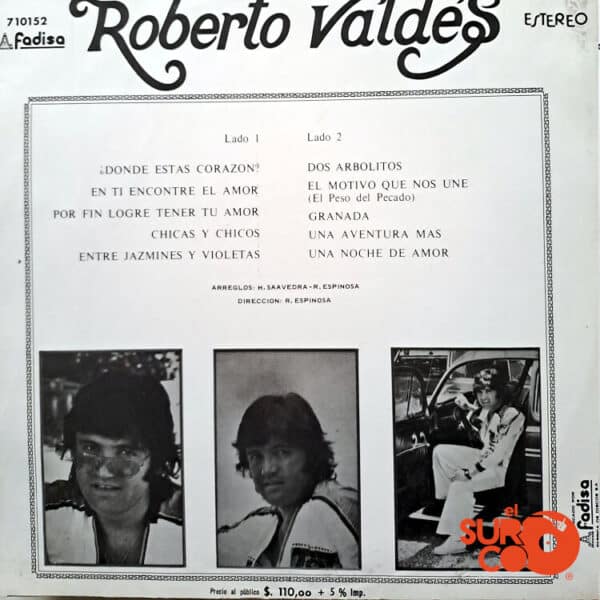 710152
Fadisa
Roberto Valdés
ESTEREO
Lado 1
¿DONDE ESTAS CORAZON?
EN TI ENCONTRE EL AMOR
POR FIN LOGRE TENER TU AMOR
CHICAS Y CHICOS
ENTRE JAZMINES Y VIOLETAS
Lado 2
DOS ARBOLITOS
EL MOTIVO QUE NOS UNE
(El Peso del Pecado)
GRANADA
UNA AVENTURA MAS
UNA NOCHE DE AMOR
ARREGLOS: H. SAAVEDRA - R. ESPINOSA
DIRECCION: R. ESPINOSA
el
SURCO
Fadisa
Precio al público $. 110,00 + 5 % Imp.